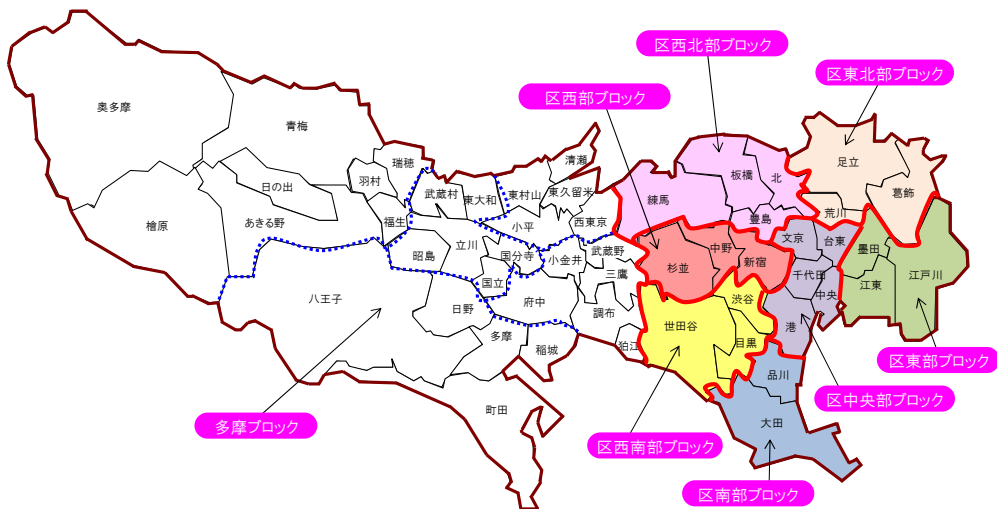 区西北部ブロック
区東北部ブロック
区西部ブロック
奥多摩
青梅
瑞穂
清瀬
足立
羽村
板橋
北
日の出
武蔵村
東大和
東村山
東久留米
練馬
葛飾
檜原
あきる野
福生
小平
西東京
豊島
荒川
昭島
立川
国分寺
小金井
武蔵野
中野
文京
台東
墨田
杉並
新宿
千代田
江東
江戸川
三鷹
国立
八王子
日野
府中
調布
渋谷
中央
世田谷
港
多摩
稲城
狛江
目黒
品川
区東部ブロック
町田
大田
区中央部ブロック
多摩ブロック
区西南部ブロック
区南部ブロック